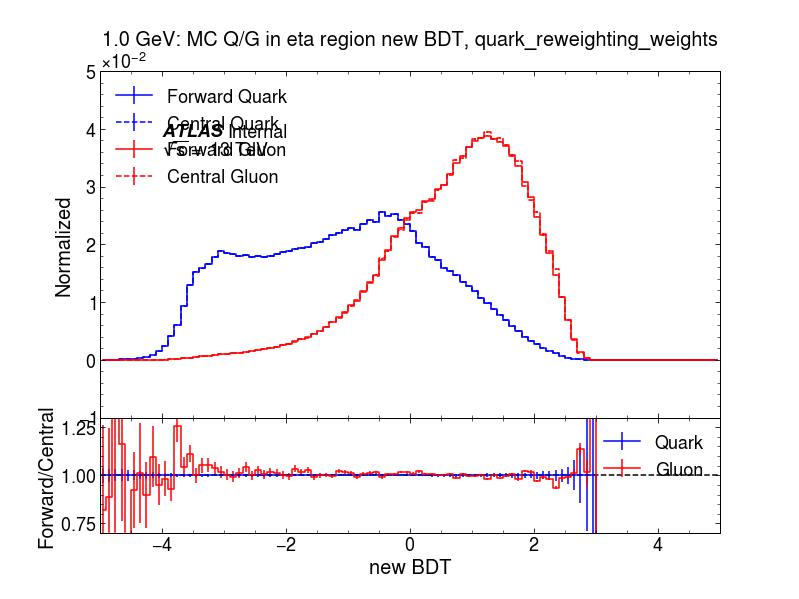 1.0 GeV: MC Q/G in eta region new BDT, quark_reweighting_weights
×10⁻²
5
4
3
2
1
0
−1
Normalized
Forward Quark
Central Quark
ATLAS Internal
Forward Gluon
√s = 13 TeV
Central Gluon
1.25
1.00
0.75
Forward/Central
Quark
Gluon
−4
−2
0
2
4
new BDT